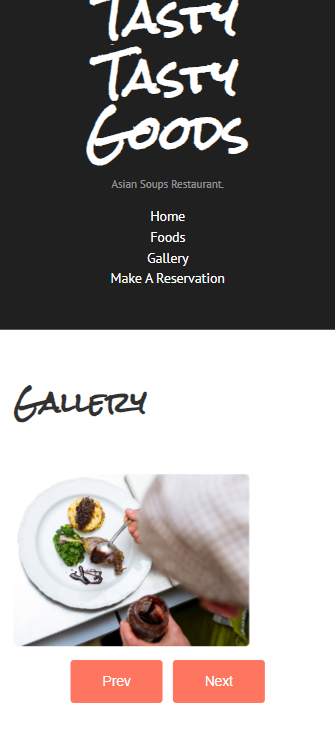 Tasty
Tasty
Goods
Asian Soups Restaurant.
Home
Foods
Gallery
Make A Reservation
Gallery
Prev
Next